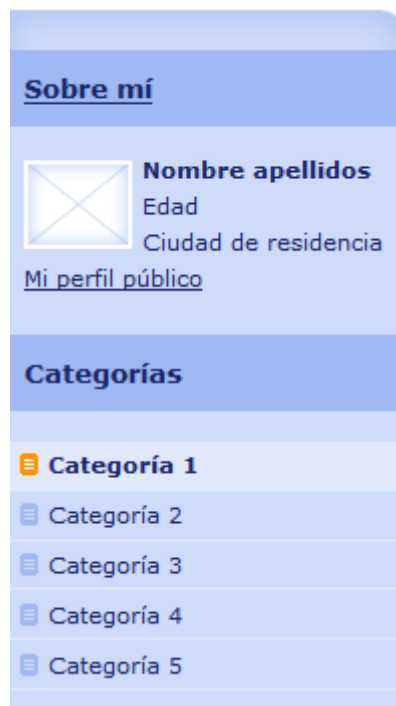 Sobre mí
Nombre apellidos
Edad
Ciudad de residencia
Mi perfil público
Categorías
Categoría 1
Categoría 2
Categoría 3
Categoría 4
Categoría 5